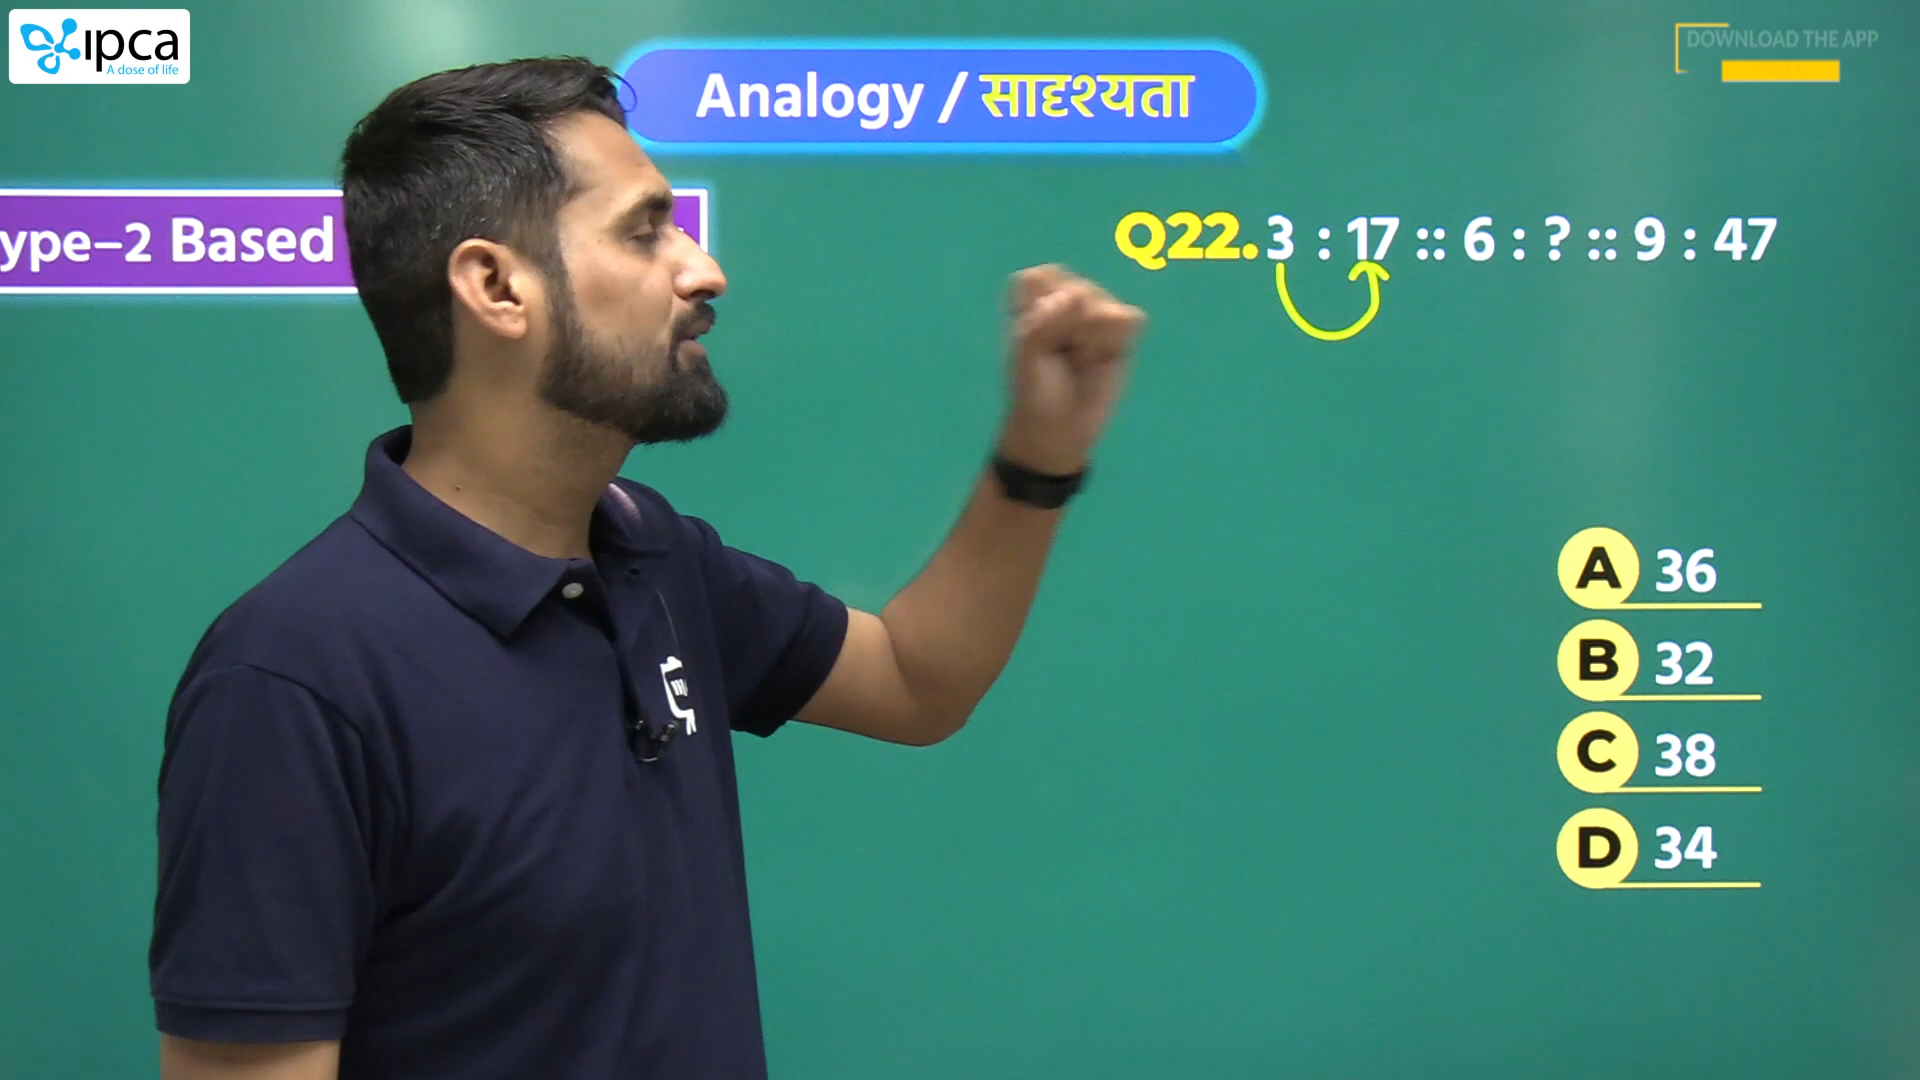 ipca
A dose of life
DOWNLOAD THE APP
Analogy / सादृश्यता
ype–2 Based
Q22. 3 : 17 :: 6 : ? :: 9 : 47
A 36
B 32
C 38
D 34